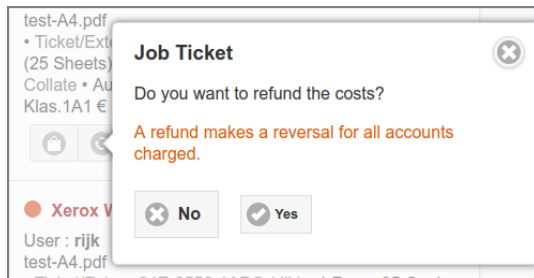 test-A4.pdf
• Ticket/Exte
(25 Sheets)
Collate • Au
Klas.1A1 €
Job Ticket
Do you want to refund the costs?
A refund makes a reversal for all accounts
charged.
No
Yes
Xerox W
User : rijk
test-A4.pdf